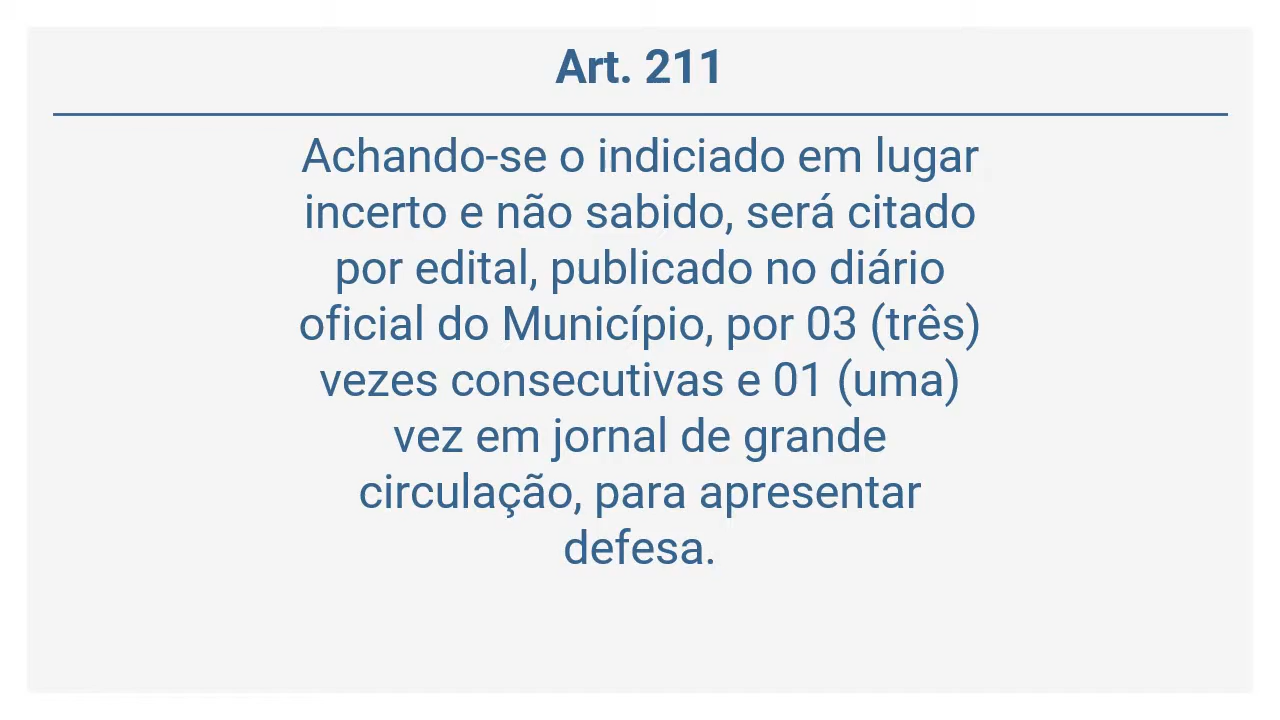 Art. 211
Achando-se o indiciado em lugar
incerto e não sabido, será citado
por edital, publicado no diário
oficial do Município, por 03 (três)
vezes consecutivas e 01 (uma)
vez em jornal de grande
circulação, para apresentar
defesa.